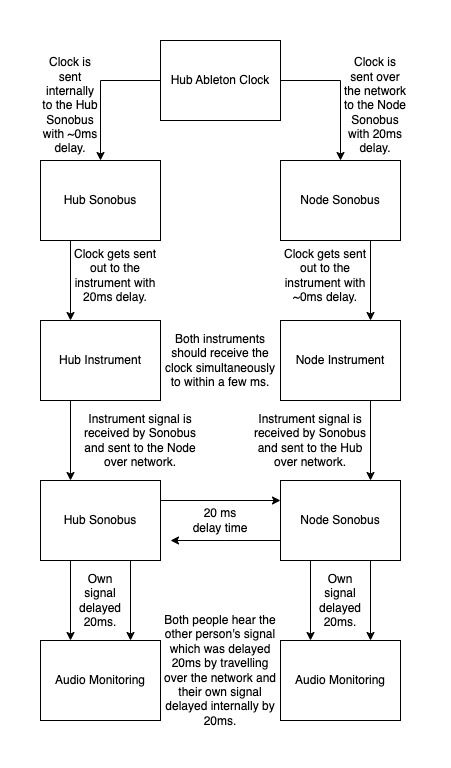 Clock is
sent
internally
to the Hub
Sonobus
with ~0ms
delay.
Hub Ableton Clock
Clock is
sent over
the network
to the Node
Sonobus
with 20ms
delay.
Hub Sonobus
Node Sonobus
Clock gets sent
out to the
instrument with
20ms delay.
Clock gets sent
out to the
instrument with
~0ms delay.
Hub Instrument
Both instruments
should receive the
clock simultaneously
to within a few ms.
Node Instrument
Instrument signal is
received by Sonobus
and sent to the Node
over network.
Instrument signal is
received by Sonobus
and sent to the Hub
over network.
Hub Sonobus
20 ms
delay time
Node Sonobus
Own
signal
delayed
20ms.
Own
signal
delayed
20ms.
Audio Monitoring
Both people hear the
other person's signal
which was delayed
20ms by travelling
over the network and
their own signal
delayed internally by
20ms.
Audio Monitoring